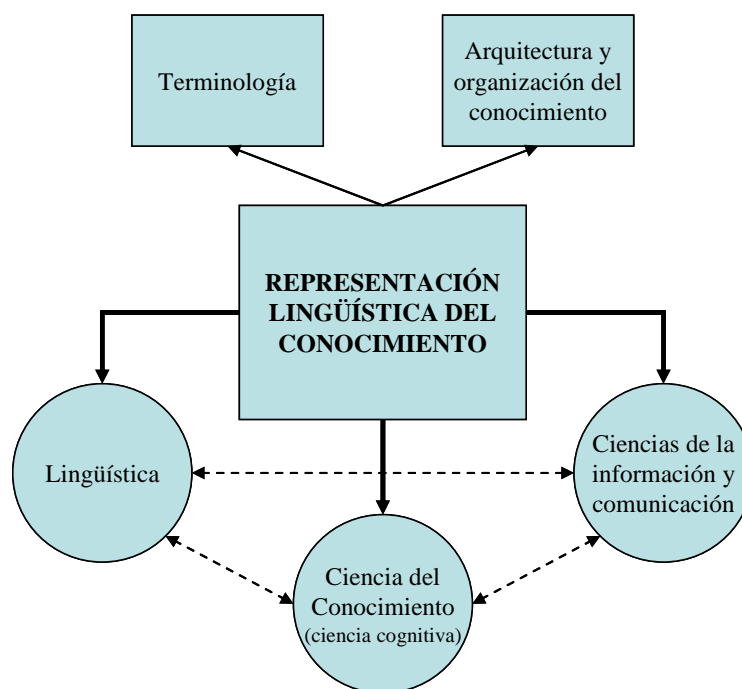 Terminología
Arquitectura y
organización del
conocimiento
REPRESENTACIÓN
LINGÜÍSTICA DEL
CONOCIMIENTO
Lingüística
Ciencias de la
información y
comunicación
Ciencia del
Conocimiento
(ciencia cognitiva)